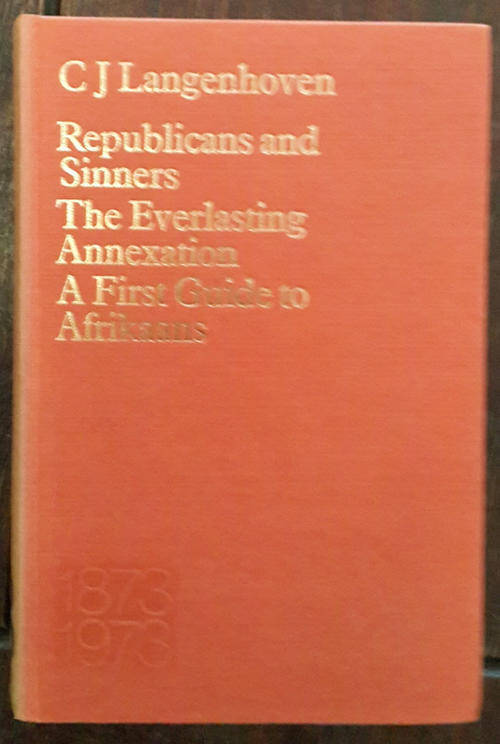 C J Langenhoven
Republicans and
Sinners
The Everlasting
Annexation
A First Guide to
Afrikaans
1873
1973